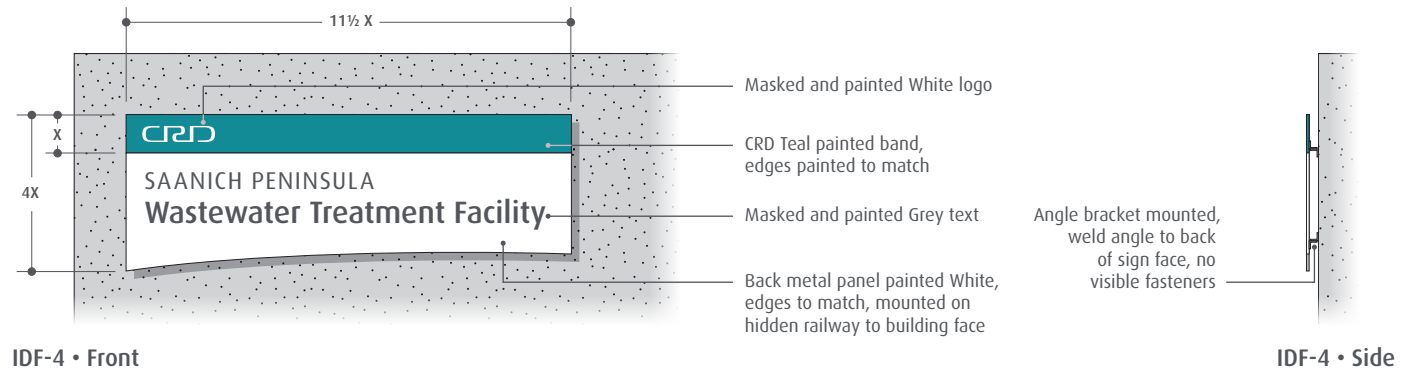 11½ X
X
4X
CRD
SAANICH PENINSULA
Wastewater Treatment Facility
Masked and painted White logo
CRD Teal painted band,
edges painted to match
Masked and painted Grey text
Back metal panel painted White,
edges to match, mounted on
hidden railway to building face
Angle bracket mounted,
weld angle to back
of sign face, no
visible fasteners
IDF-4 • Front
IDF-4 • Side